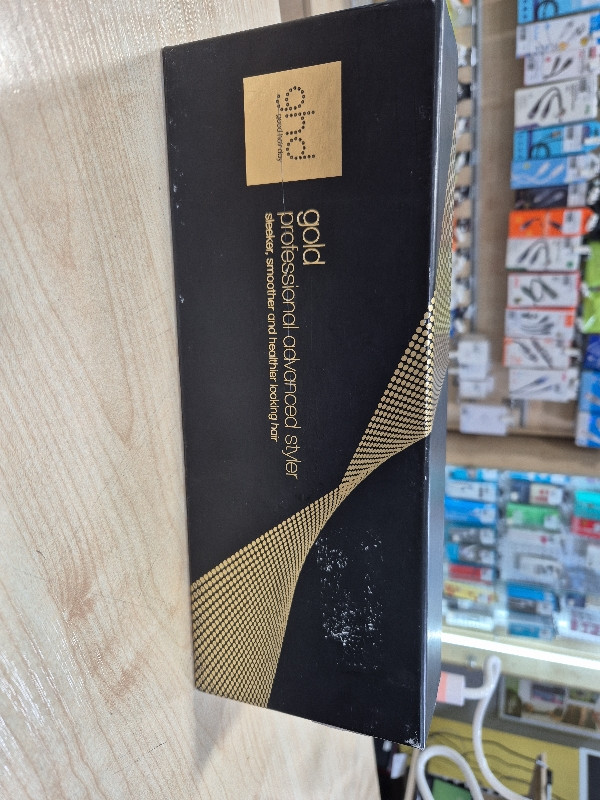 ghd
good hair day
gold
professional advanced styler
sleeker, smoother and healthier looking hair